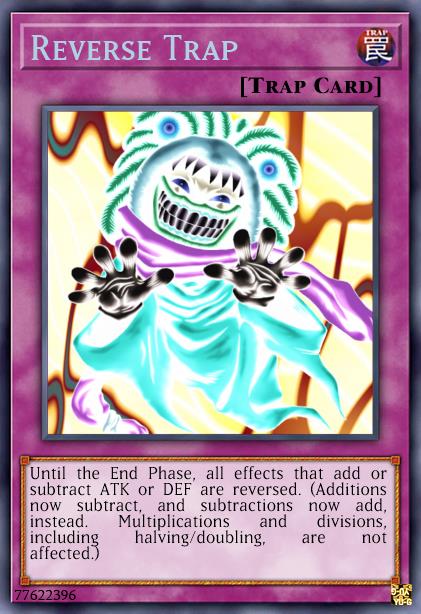 REVERSE TRAP
TRAP
罠
[TRAP CARD]
Until the End Phase, all effects that add or
subtract ATK or DEF are reversed. (Additions
now subtract, and subtractions now add,
instead. Multiplications and divisions,
including halving/doubling, are not
affected.)
77622396